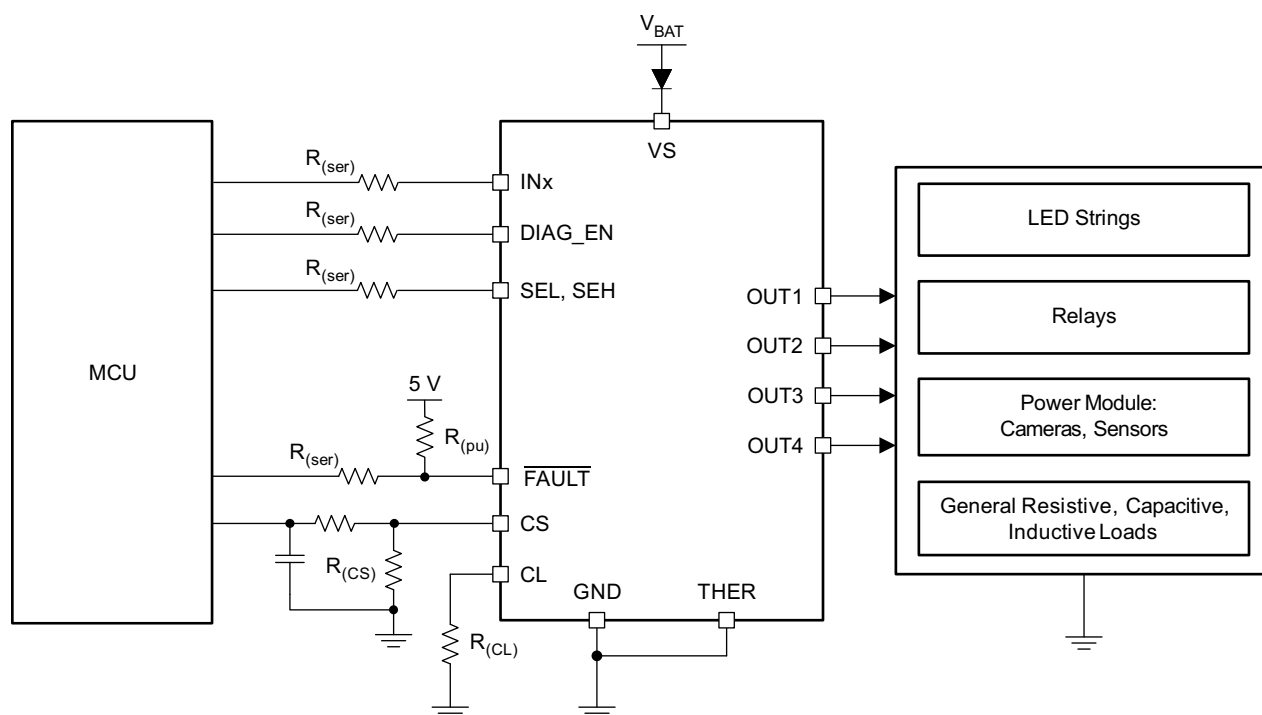 V_BAT
VS
MCU
R_(ser)
INx
R_(ser)
DIAG_EN
R_(ser)
SEL, SEH
5 V
R_(pu)
R_(ser)
FAULT
CS
R_(CS)
CL
R_(CL)
GND
THER
OUT1
OUT2
OUT3
OUT4
LED Strings
Relays
Power Module:
Cameras, Sensors
General Resistive, Capacitive,
Inductive Loads